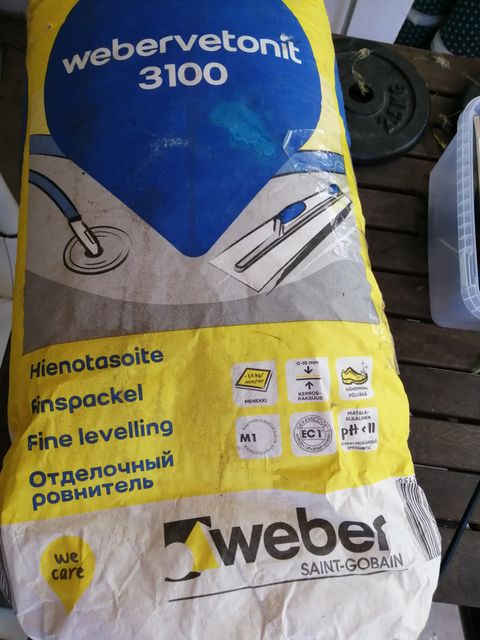 webervetonit
3100
Hienotasoite
Finspackel
Fine levelling
Отделочный
ровнитель
MENEKKI
0-10 mm
KERROS-
PAKSUUS
VÄHEMMÄN
PÖLYÄVÄ
M1
EC1
MATALA-
ALKALINEN
pH<11
we
care
weber
SAINT-GOBAIN